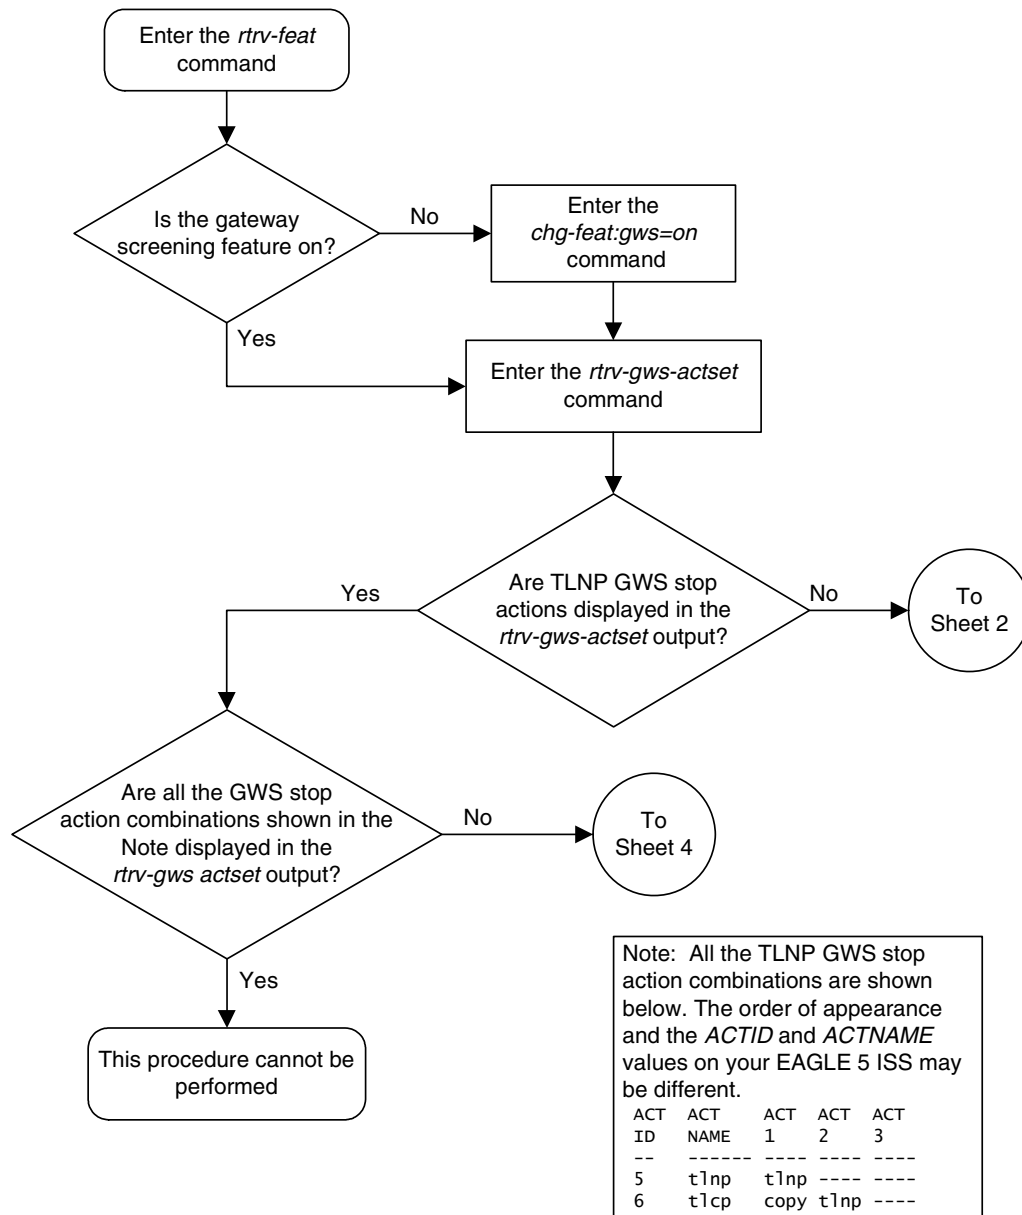 Enter the rtrv-feat
command
Is the gateway
screening feature on?
No
Enter the
chg-feat:gws=on
command
Yes
Enter the rtrv-gws-actset
command
Are TLNP GWS stop
actions displayed in the
rtrv-gws-actset output?
Yes
No
To
Sheet 2
Are all the GWS stop
action combinations shown in the
Note displayed in the
rtrv-gws actset output?
No
To
Sheet 4
Yes
This procedure cannot be
performed
Note: All the TLNP GWS stop
action combinations are shown
below. The order of appearance
and the ACTID and ACTNAME
values on your EAGLE 5 ISS may
be different.
ACT ACT ACT ACT ACT
ID NAME 1 2 3
-- ------ ---- ---- ----
5 tlnp tlnp ---- ----
6 tlcp copy tlnp ----